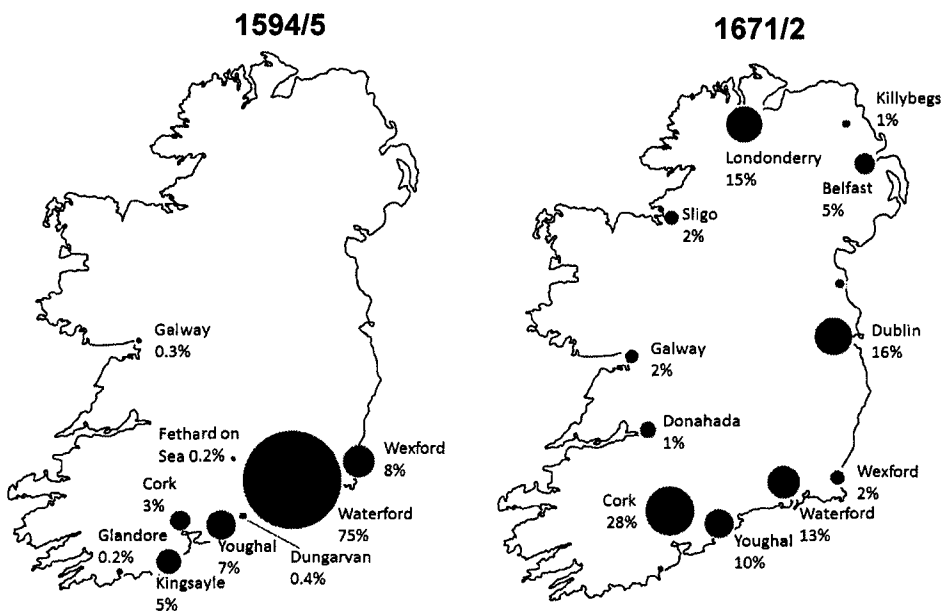 1594/5
Galway
0.3%
Fethard on
Sea 0.2%
Wexford
8%
Cork
3%
Waterford
75%
Glandore
0.2%
Youghal
7%
Dungarvan
0.4%
Kingsayle
5%
1671/2
Killybegs
1%
Londonderry
15%
Belfast
5%
Sligo
2%
Dublin
16%
Galway
2%
Donahada
1%
Wexford
2%
Cork
28%
Waterford
13%
Youghal
10%